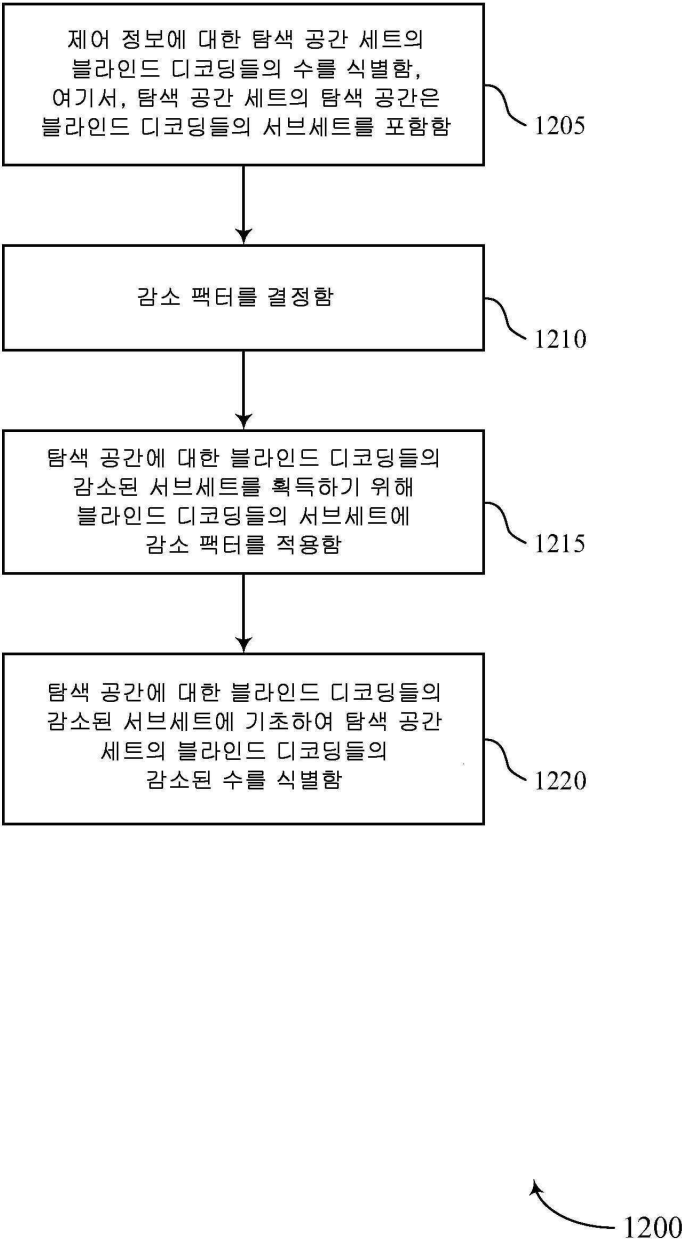 제어 정보에 대한 탐색 공간 세트의
블라인드 디코딩들의 수를 식별함,
여기서, 탐색 공간 세트의 탐색 공간은
블라인드 디코딩들의 서브세트를 포함함
1205
감소 팩터를 결정함
1210
탐색 공간에 대한 블라인드 디코딩들의
감소된 서브세트를 획득하기 위해
블라인드 디코딩들의 서브세트에
감소 팩터를 적용함
1215
탐색 공간에 대한 블라인드 디코딩들의
감소된 서브세트에 기초하여 탐색 공간
세트의 블라인드 디코딩들의
감소된 수를 식별함
1220
1200